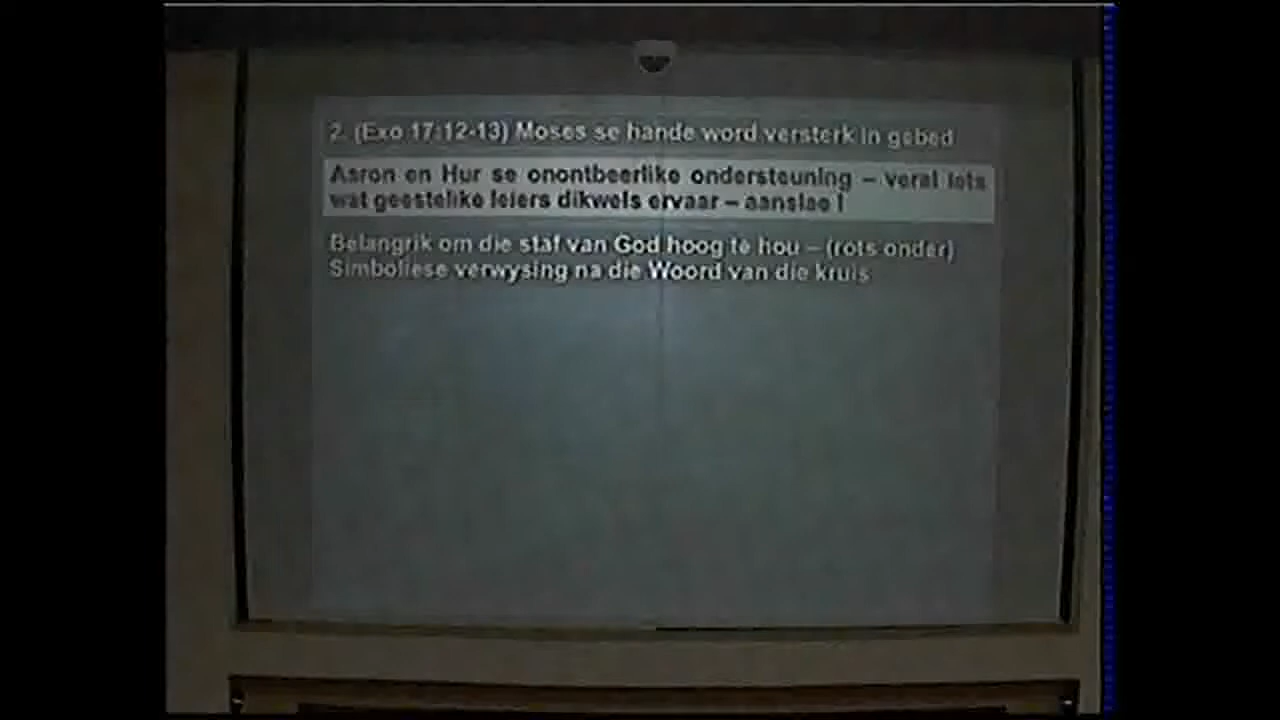 2. (Exo 17:12-13) Moses se hande word versterk in gebed
Aaron en Hur se onontbeerlike ondersteuning – veral iets
wat geestelike leiers dikwels ervaar – aanslae !
Belangrik om die staf van God hoog te hou – (rots onder)
Simboliese verwysing na die Woord van die kruis